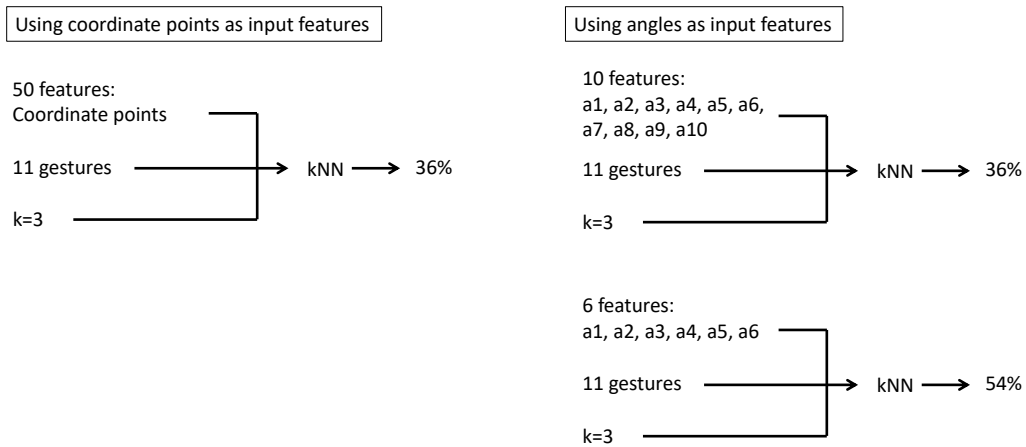 Using coordinate points as input features
50 features:
Coordinate points
11 gestures
k=3
kNN
36%
Using angles as input features
10 features:
a1, a2, a3, a4, a5, a6,
a7, a8, a9, a10
11 gestures
k=3
kNN
36%
6 features:
a1, a2, a3, a4, a5, a6
11 gestures
k=3
kNN
54%